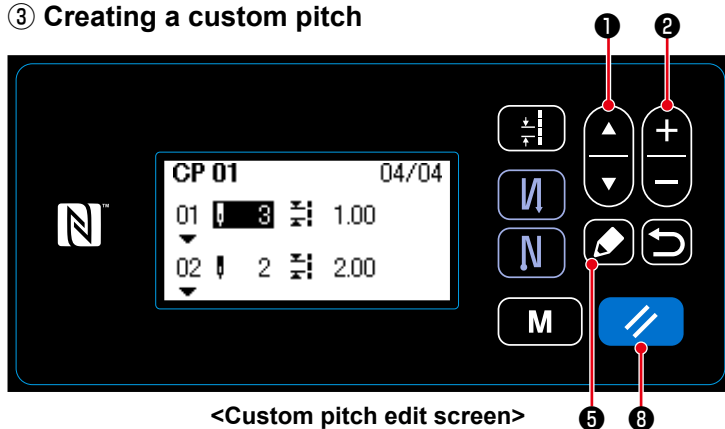 ③ Creating a custom pitch
❶ ❷
CP 01 04/04
01 3 1.00
02 2 2.00
M
<Custom pitch edit screen>
❺ ❽